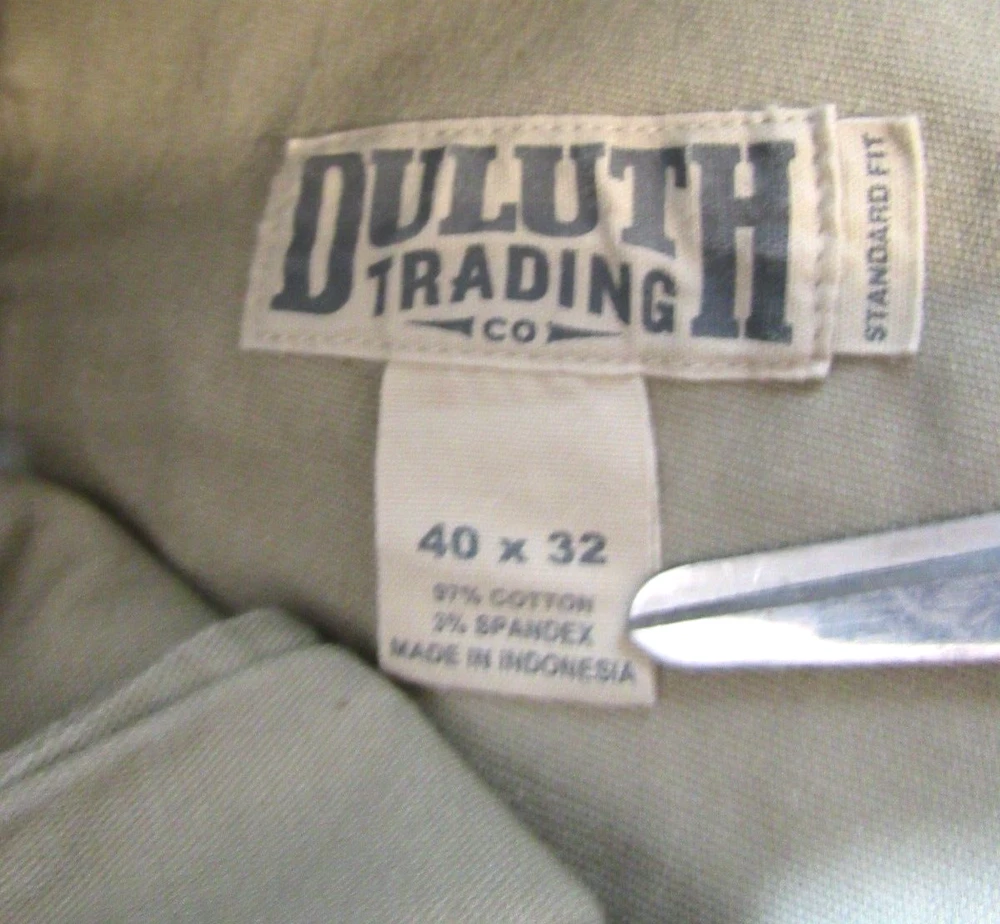 DULUTH
TRADING
CO
STANDARD FIT
40 x 32
97% COTTON
3% SPANDEX
MADE IN INDONESIA